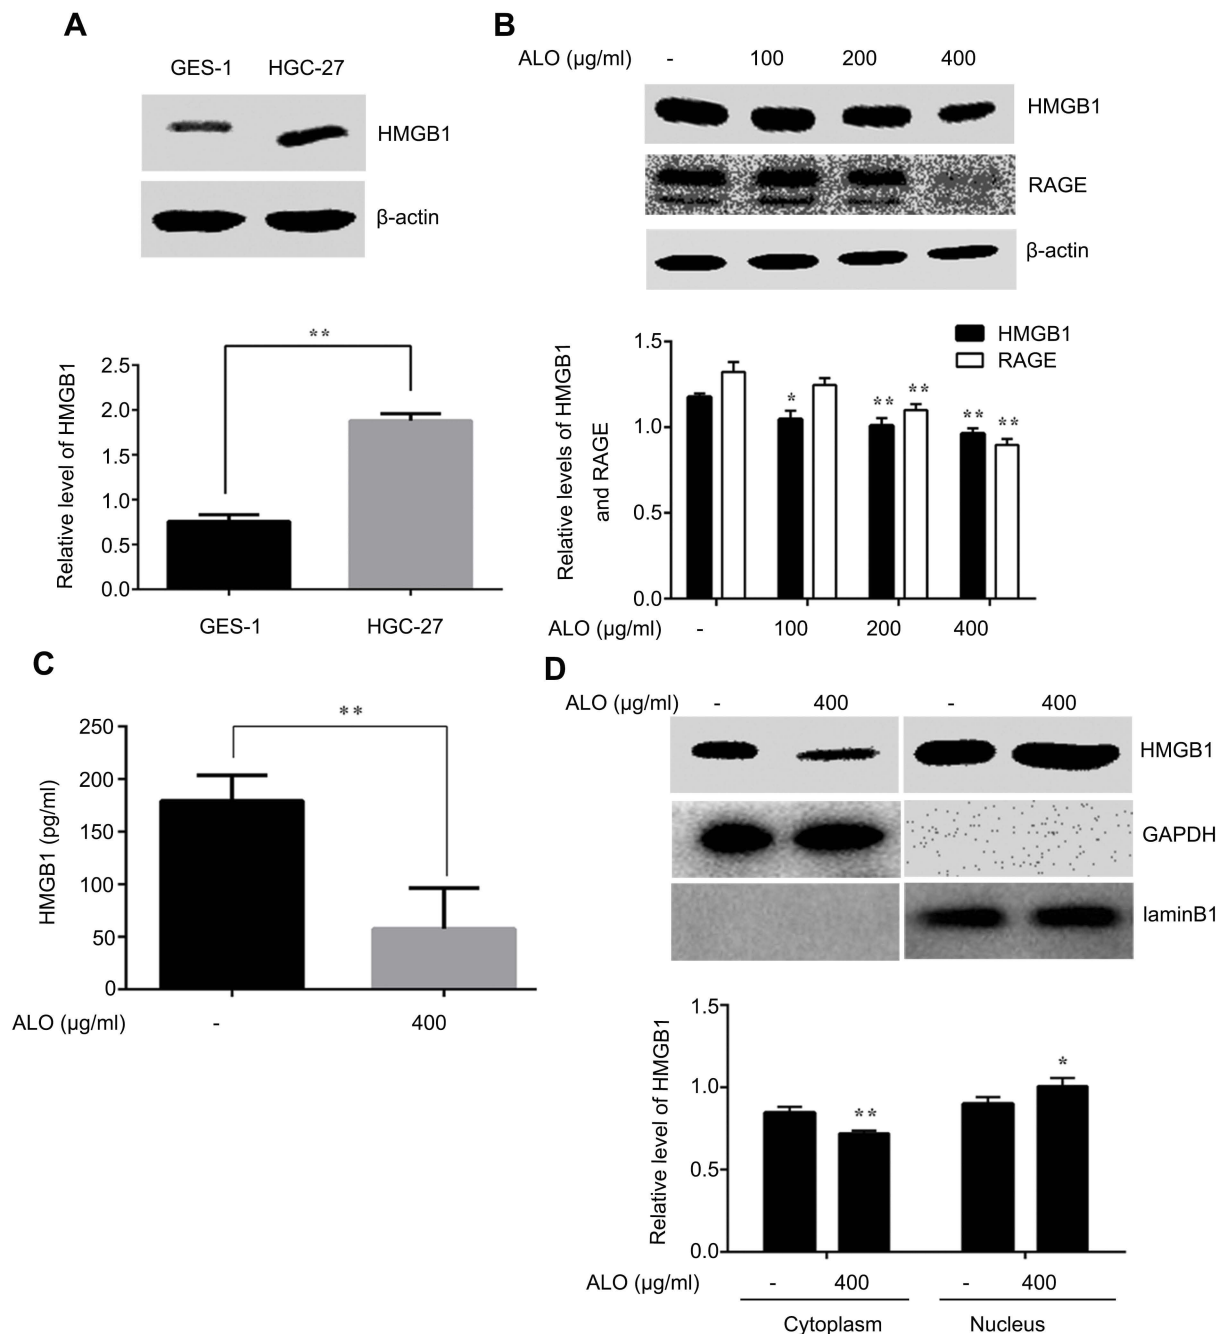 A
GES-1 HGC-27
HMGB1
β-actin
**
Relative level of HMGB1
2.5
2.0
1.5
1.0
0.5
0.0
GES-1 HGC-27
B
ALO (µg/ml) - 100 200 400
HMGB1
RAGE
β-actin
HMGB1
RAGE
Relative levels of HMGB1
and RAGE
1.5
1.0
0.5
0.0
* ** ** ** **
ALO (µg/ml) - 100 200 400
C
**
HMGB1 (pg/ml)
250
200
150
100
50
0
ALO (µg/ml) - 400
D
ALO (µg/ml) - 400 - 400
HMGB1
GAPDH
laminB1
Relative level of HMGB1
1.5
1.0
0.5
0.0
** *
ALO (µg/ml) - 400 - 400
Cytoplasm Nucleus